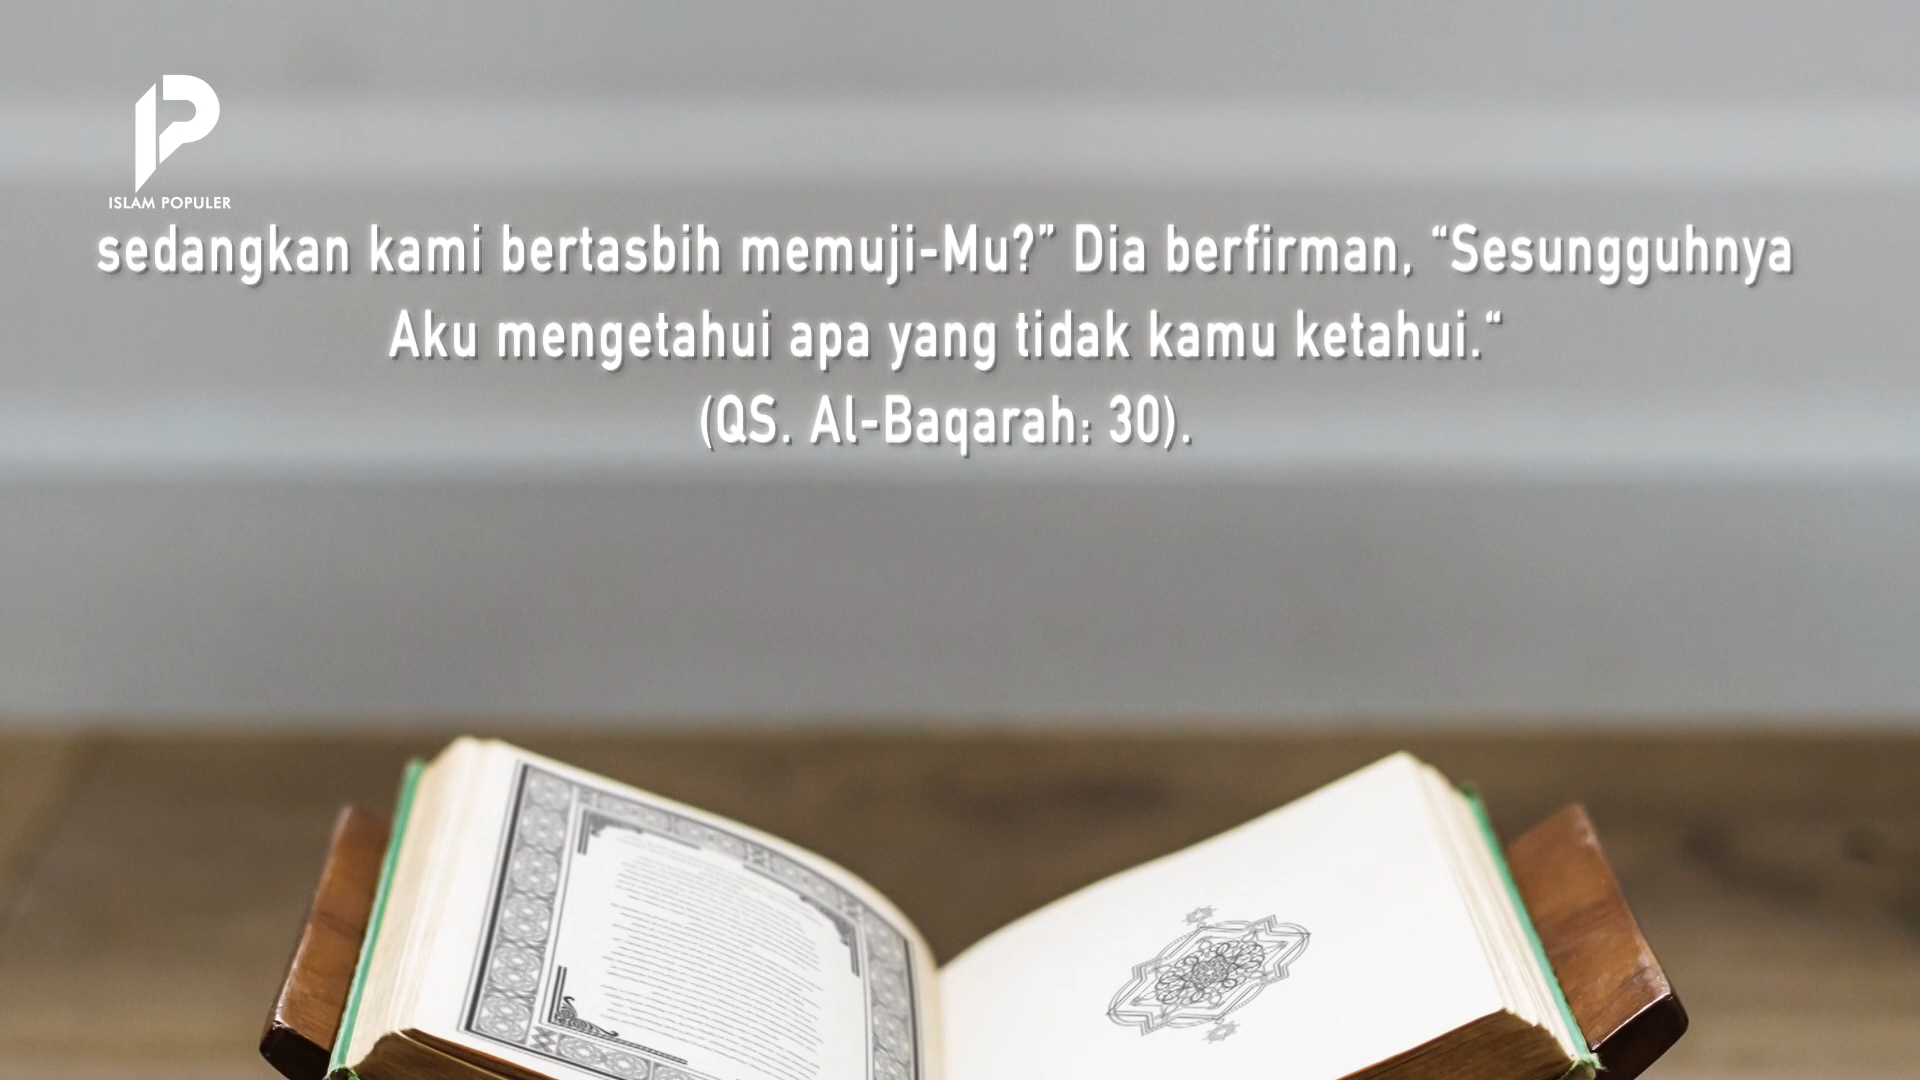 ISLAM POPULER
sedangkan kami bertasbih memuji-Mu?” Dia berfirman, “Sesungguhnya
Aku mengetahui apa yang tidak kamu ketahui.“
(QS. Al-Baqarah: 30).